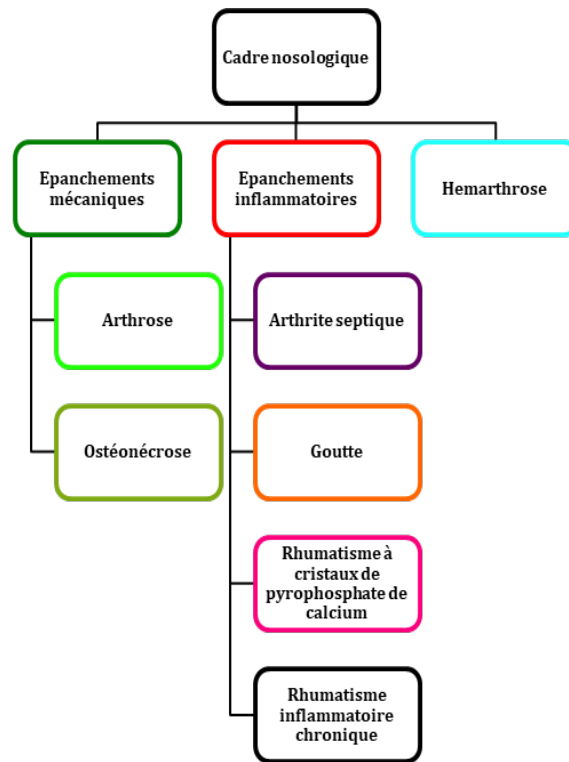 Cadre nosologique
Epanchements
mécaniques
Epanchements
inflammatoires
Hemarthrose
Arthrose
Arthrite septique
Ostéonécrose
Goutte
Rhumatisme à
cristaux de
pyrophosphate de
calcium
Rhumatisme
inflammatoire
chronique